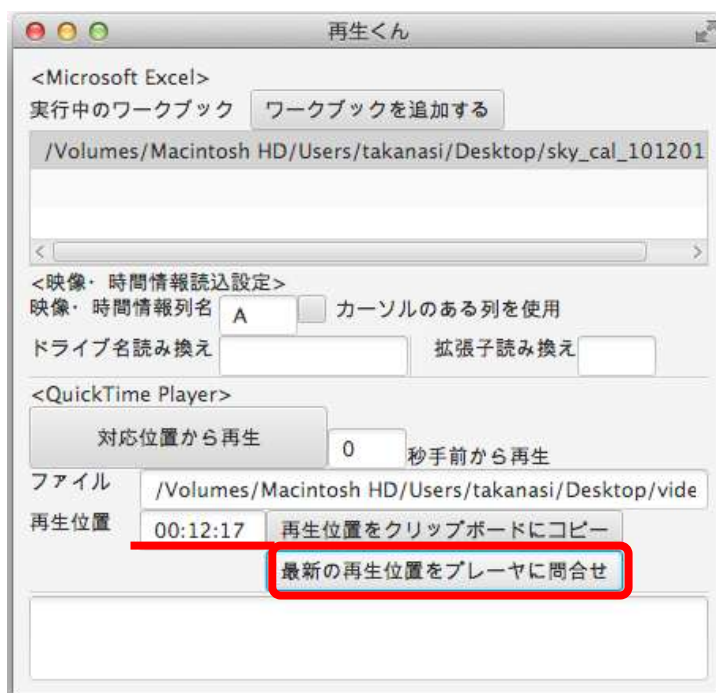 再生くん
<Microsoft Excel>
実行中のワークブック ワークブックを追加する
/Volumes/Macintosh HD/Users/takanasi/Desktop/sky_cal_101201
<映像・時間情報読込設定>
映像・時間情報列名 A カーソルのある列を使用
ドライブ名読み換え 拡張子読み換え
<QuickTime Player>
対応位置から再生 0 秒手前から再生
ファイル /Volumes/Macintosh HD/Users/takanasi/Desktop/vide
再生位置 00:12:17 再生位置をクリップボードにコピー
最新の再生位置をプレーヤに問合せ